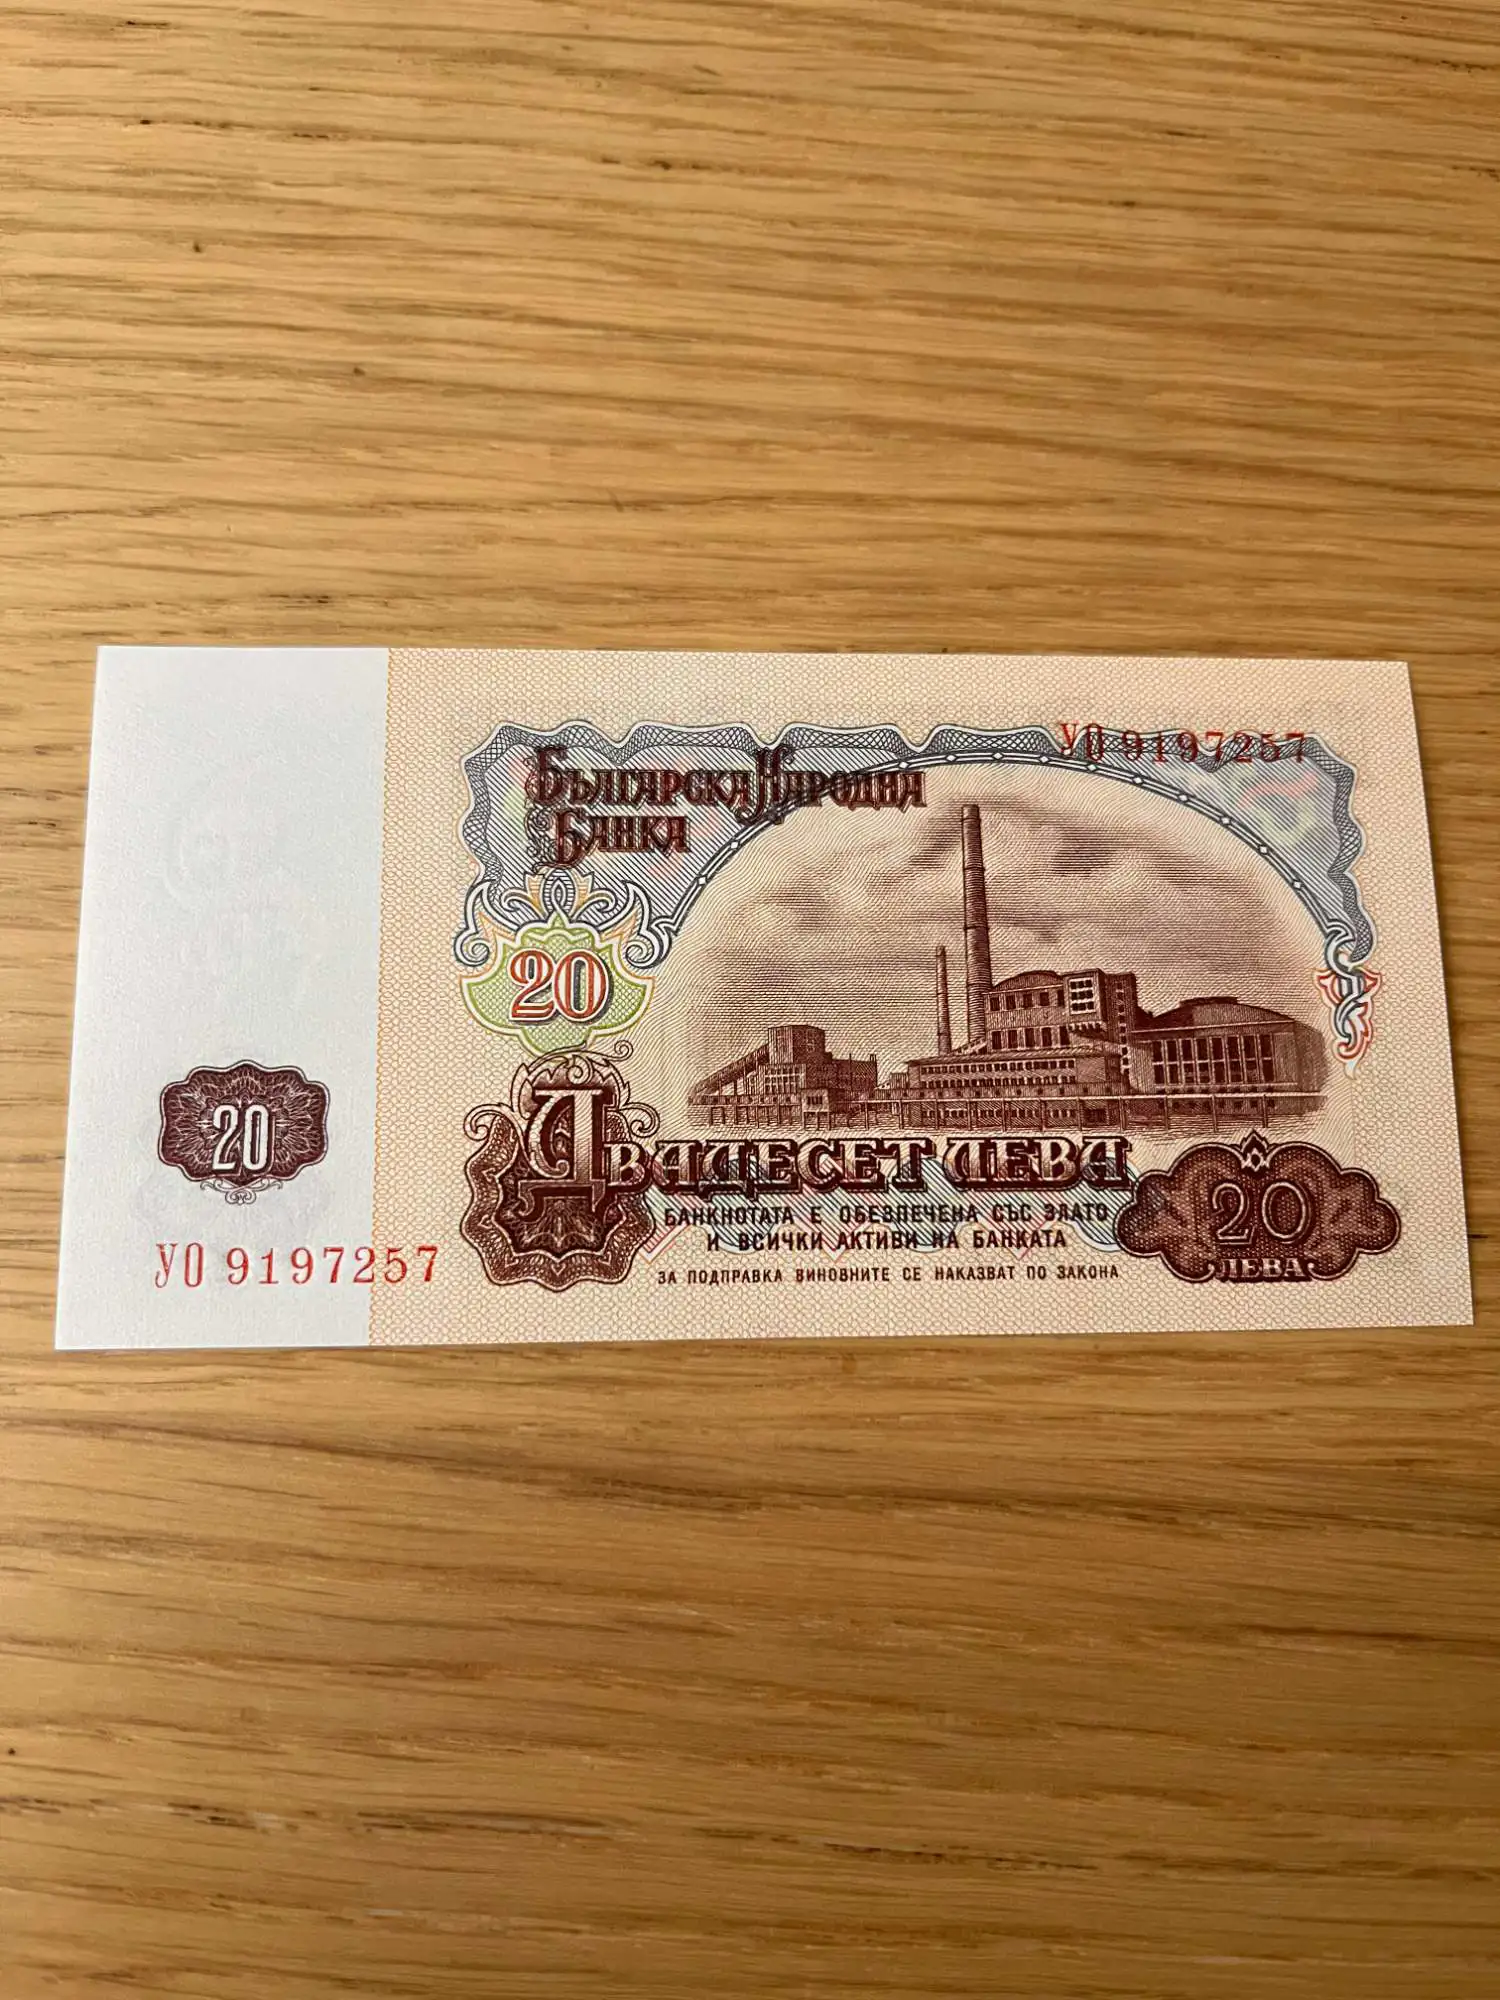 УО 9197257
Българска Народна
Банка
20
20
Двадесет лева
БАНКНОТАТА Е ОБЕЗПЕЧЕНА СЪС ЗЛАТО
И ВСИЧКИ АКТИВИ НА БАНКАТА
ЗА ПОДПРАВКА ВИНОВНИТЕ СЕ НАКАЗВАТ ПО ЗАКОНА
20
ЛЕВА
УО 9197257